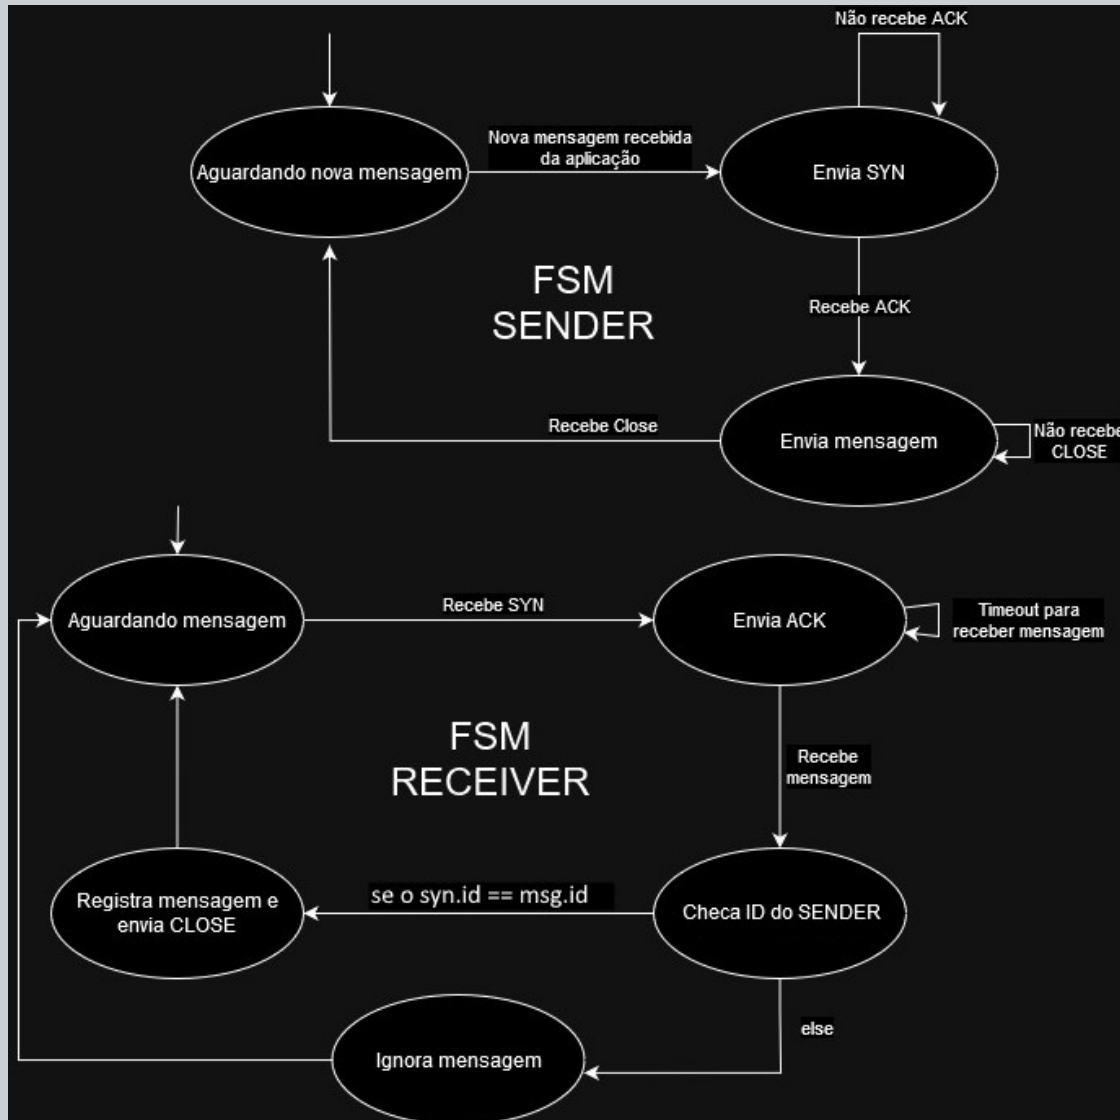 Não recebe ACK
Nova mensagem recebida
da aplicação
Aguardando nova mensagem
Envia SYN
FSM
SENDER
Recebe ACK
Recebe Close
Envia mensagem
Não recebe
CLOSE
Aguardando mensagem
Recebe SYN
Envia ACK
Timeout para
receber mensagem
FSM
RECEIVER
Recebe
mensagem
Registra mensagem e
envia CLOSE
se o syn.id == msg.id
Checa ID do SENDER
else
Ignora mensagem